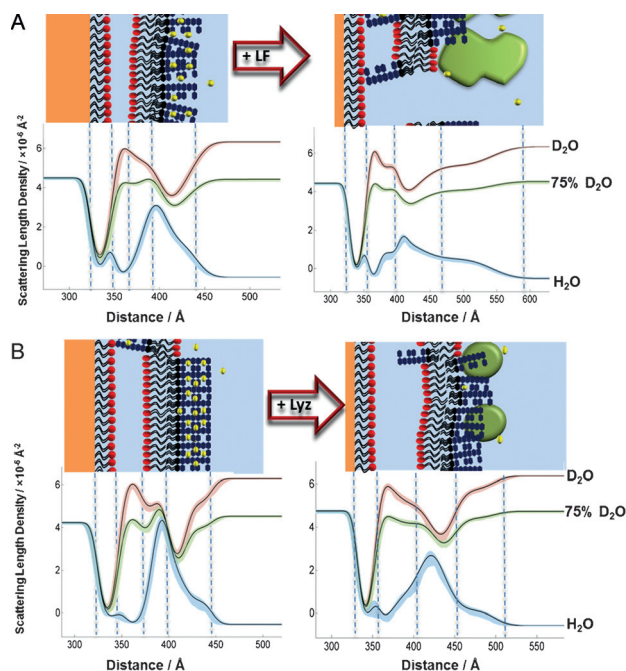 A
+ LF
Scattering Length Density / ×10⁻⁶ Å⁻²
6
4
2
0
300 350 400 450 500
Distance / Å
6
4
2
0
300 350 400 450 500 550 600
Distance / Å
D₂O
75% D₂O
H₂O
B
+ Lyz
Scattering Length Density / ×10⁻⁶ Å⁻²
6
4
2
0
300 350 400 450 500
Distance / Å
6
4
2
0
300 350 400 450 500 550
Distance / Å
D₂O
75% D₂O
H₂O